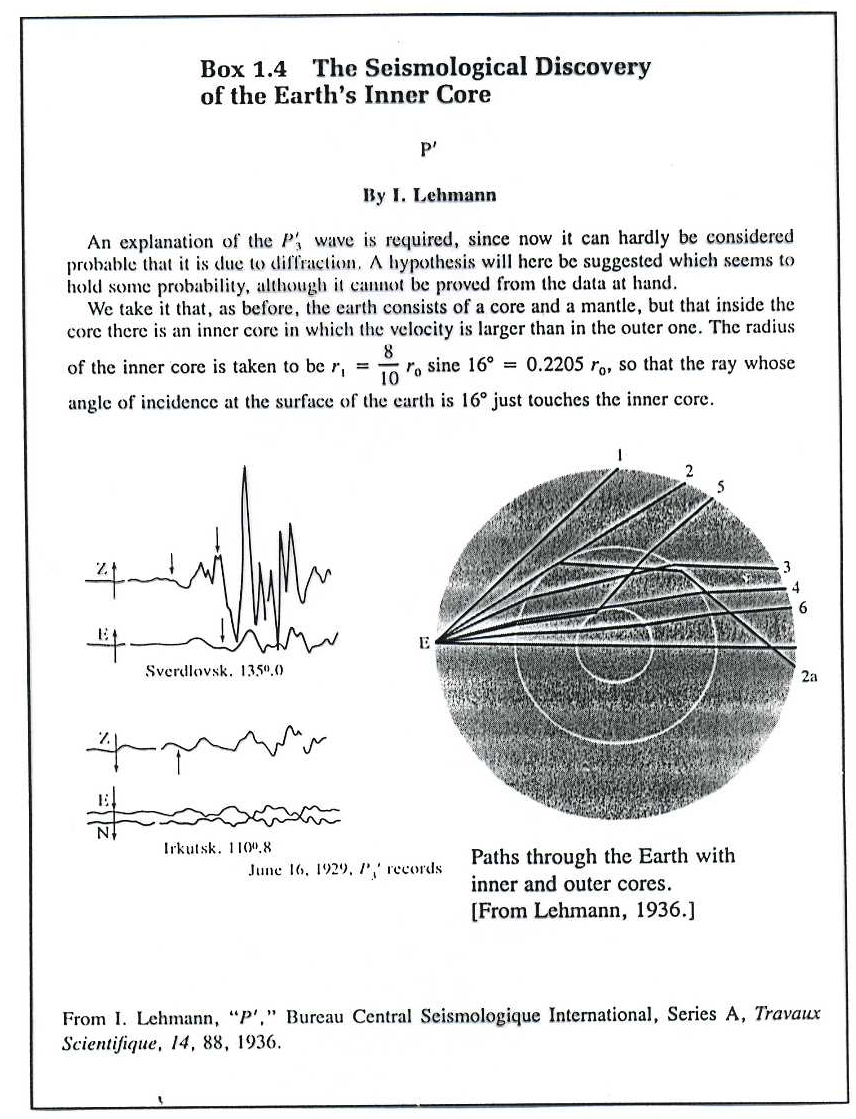 Box 1.4 The Seismological Discovery
of the Earth's Inner Core
P′
By I. Lehmann
An explanation of the P′₃ wave is required, since now it can hardly be considered
probable that it is due to diffraction. A hypothesis will here be suggested which seems to
hold some probability, although it cannot be proved from the data at hand.
We take it that, as before, the earth consists of a core and a mantle, but that inside the
core there is an inner core in which the velocity is larger than in the outer one. The radius
of the inner core is taken to be r₁ = 8/10 r₀ sine 16° = 0.2205 r₀, so that the ray whose
angle of incidence at the surface of the earth is 16° just touches the inner core.
Z
E
Sverdlovsk. 135⁰.0
Z
E
N
Irkutsk. 110⁰.8
June 16, 1929, P₃′ records
1
2
5
3
4
6
E
2a
Paths through the Earth with
inner and outer cores.
[From Lehmann, 1936.]
From I. Lehmann, “P′,” Bureau Central Seismologique International, Series A, Travaux
Scientifique, 14, 88, 1936.